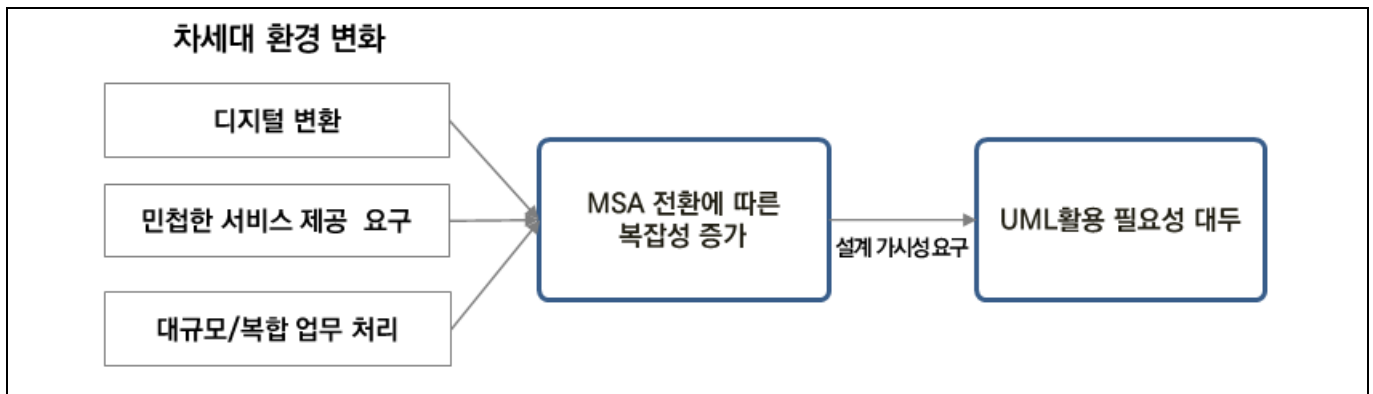 차세대 환경 변화
디지털 변환
민첩한 서비스 제공 요구
대규모/복합 업무 처리
MSA 전환에 따른
복잡성 증가
설계 가시성 요구
UML활용 필요성 대두